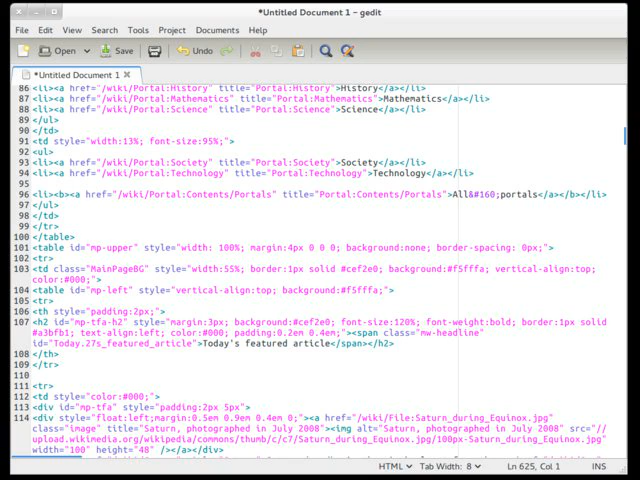 *Untitled Document 1 - gedit
File Edit View Search Tools Project Documents Help
Open Save Undo
*Untitled Document 1
86 <li><a href="/wiki/Portal:History" title="Portal:History">History</a></li>
87 <li><a href="/wiki/Portal:Mathematics" title="Portal:Mathematics">Mathematics</a></li>
88 <li><a href="/wiki/Portal:Science" title="Portal:Science">Science</a></li>
89 </ul>
90 </td>
91 <td style="width:13%; font-size:95%;">
92 <ul>
93 <li><a href="/wiki/Portal:Society" title="Portal:Society">Society</a></li>
94 <li><a href="/wiki/Portal:Technology" title="Portal:Technology">Technology</a></li>
95
96 <li><b><a href="/wiki/Portal:Contents/Portals" title="Portal:Contents/Portals">All&#160;portals</a></b></li>
97 </ul>
98 </td>
99 </tr>
100 </table>
101 <table id="mp-upper" style="width: 100%; margin:4px 0 0 0; background:none; border-spacing: 0px;">
102 <tr>
103 <td class="MainPageBG" style="width:55%; border:1px solid #cef2e0; background:#f5fffa; vertical-align:top;
color:#000;">
104 <table id="mp-left" style="vertical-align:top; background:#f5fffa;">
105 <tr>
106 <th style="padding:2px;">
107 <h2 id="mp-tfa-h2" style="margin:3px; background:#cef2e0; font-size:120%; font-weight:bold; border:1px solid
#a3bfb1; text-align:left; color:#000; padding:0.2em 0.4em;"><span class="mw-headline"
id="Today.27s_featured_article">Today's featured article</span></h2>
108 </th>
109 </tr>
110
111 <tr>
112 <td style="color:#000;">
113 <div id="mp-tfa" style="padding:2px 5px">
114 <div style="float:left;margin:0.5em 0.9em 0.4em 0;"><a href="/wiki/File:Saturn_during_Equinox.jpg"
class="image" title="Saturn, photographed in July 2008"><img alt="Saturn, photographed in July 2008" src="//
upload.wikimedia.org/wikipedia/commons/thumb/c/c7/Saturn_during_Equinox.jpg/100px-Saturn_during_Equinox.jpg"
width="100" height="48" /></a></div>
HTML Tab Width: 8 Ln 625, Col 1 INS